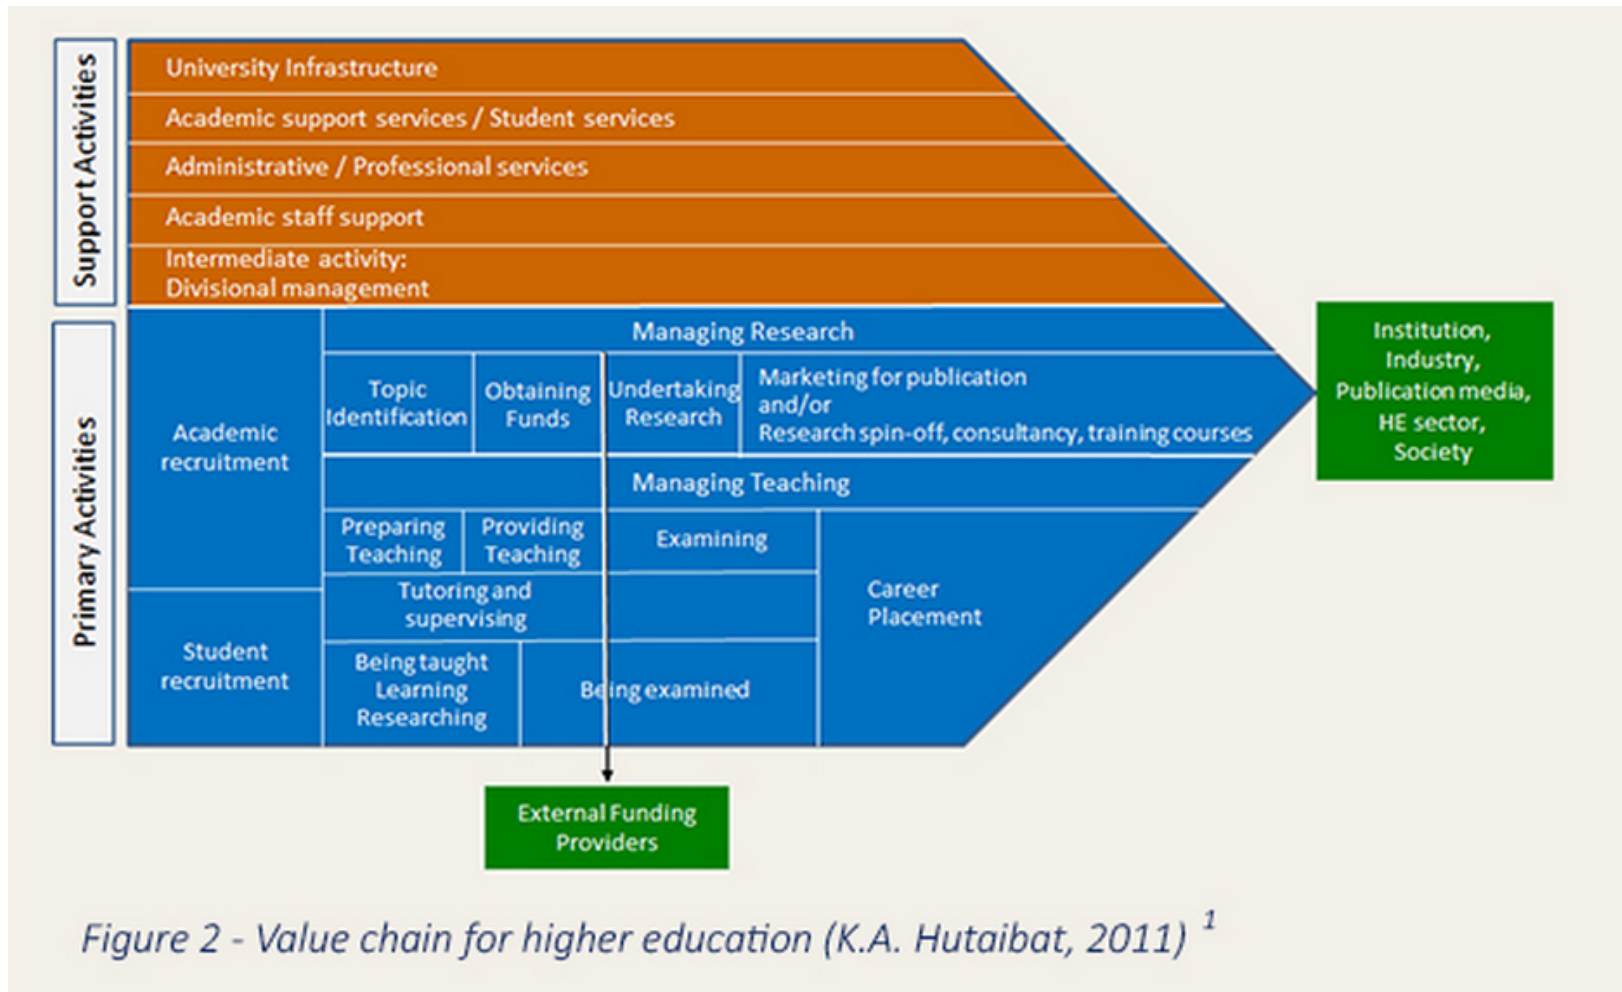 Support Activities
University Infrastructure
Academic support services / Student services
Administrative / Professional services
Academic staff support
Intermediate activity:
Divisional management
Primary Activities
Academic
recruitment
Student
recruitment
Managing Research
Topic
Identification
Obtaining
Funds
Undertaking
Research
Marketing for publication
and/or
Research spin-off, consultancy, training courses
Managing Teaching
Preparing
Teaching
Providing
Teaching
Examining
Tutoring and
supervising
Being taught
Learning
Researching
Being examined
Career
Placement
Institution,
Industry,
Publication media,
HE sector,
Society
External Funding
Providers
Figure 2 - Value chain for higher education (K.A. Hutaibat, 2011) 1